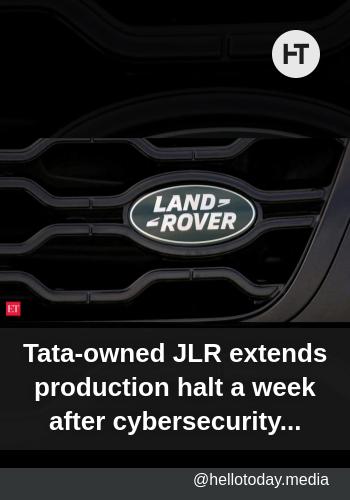 HT
LAND
ROVER
ET
Tata-owned JLR extends
production halt a week
after cybersecurity...
@hellotoday.media